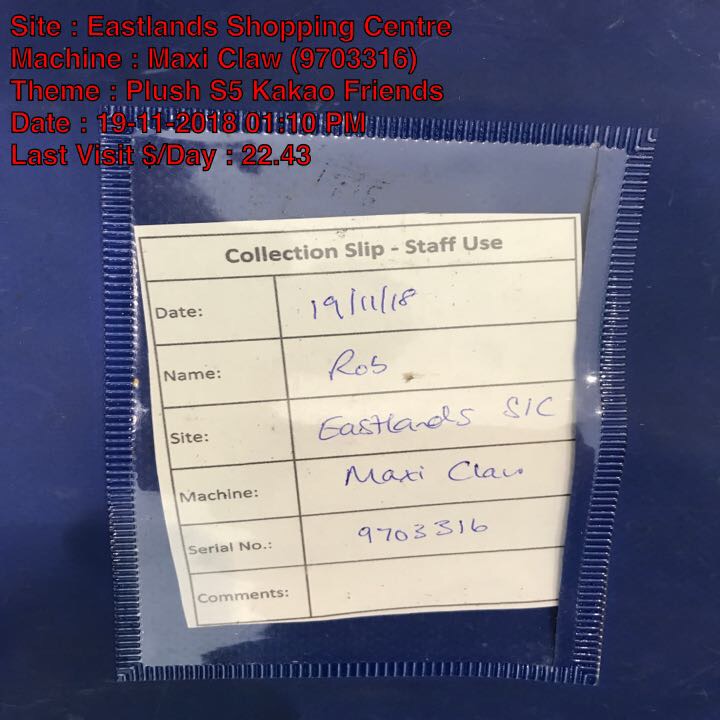 Site : Eastlands Shopping Centre
Machine : Maxi Claw (9703316)
Theme : Plush S5 Kakao Friends
Date : 19-11-2018 01:10 PM
Last Visit $/Day : 22.43
Collection Slip - Staff Use
Date: 19/11/18
Name: Rob
Site: Eastlands S/C
Machine: Maxi Claw
Serial No.: 9703316
Comments: